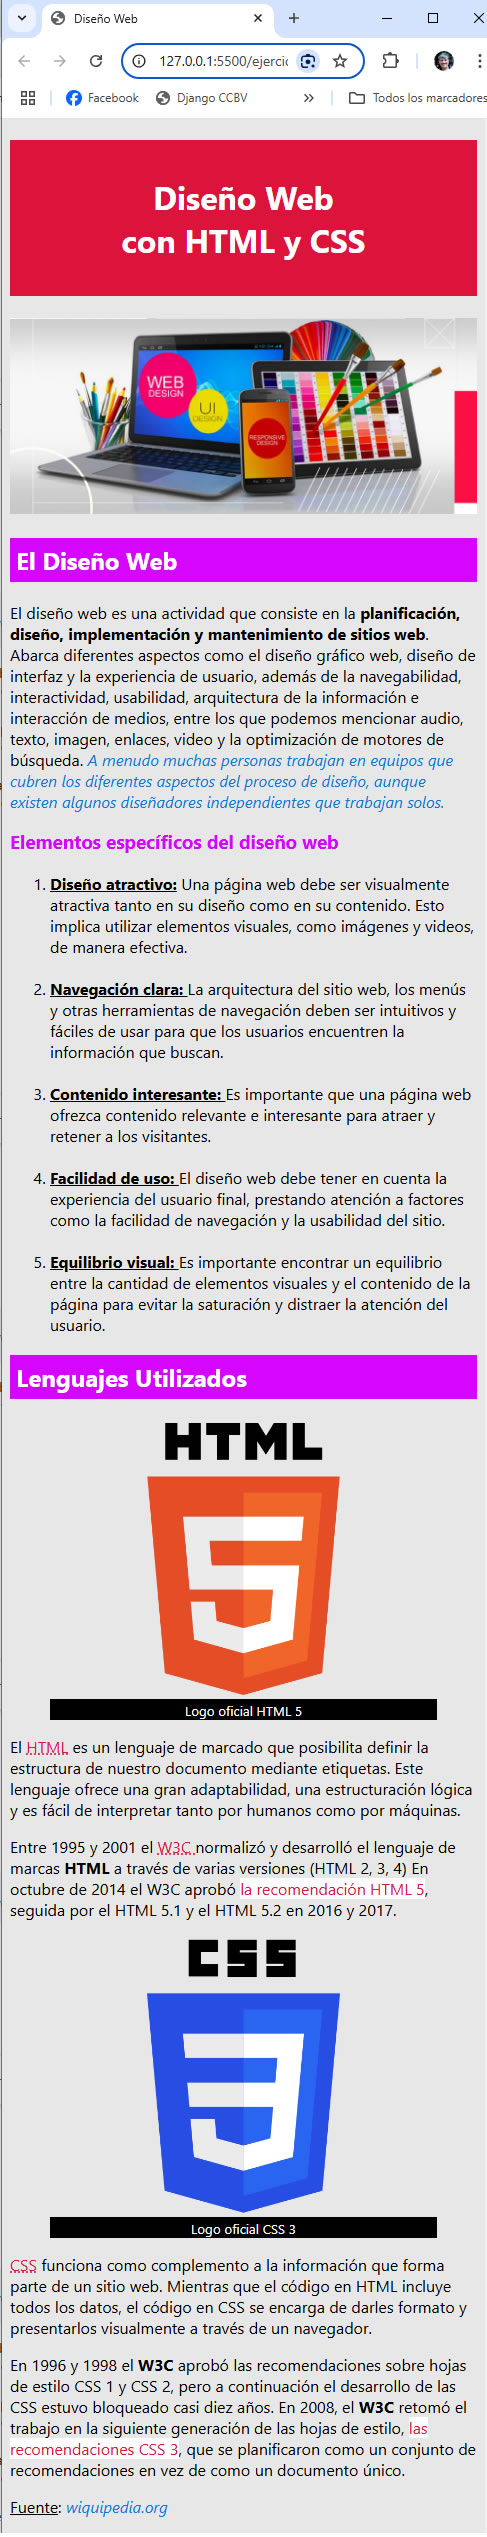 Diseño Web
127.0.0.1:5500/ejercic
Facebook
Django CCBV
Todos los marcadores
Diseño Web
con HTML y CSS
WEB
DESIGN
UI
DESIGN
RESPONSIVE
DESIGN
El Diseño Web
El diseño web es una actividad que consiste en la planificación,
diseño, implementación y mantenimiento de sitios web.
Abarca diferentes aspectos como el diseño gráfico web, diseño de
interfaz y la experiencia de usuario, además de la navegabilidad,
interactividad, usabilidad, arquitectura de la información e
interacción de medios, entre los que podemos mencionar audio,
texto, imagen, enlaces, video y la optimización de motores de
búsqueda. A menudo muchas personas trabajan en equipos que
cubren los diferentes aspectos del proceso de diseño, aunque
existen algunos diseñadores independientes que trabajan solos.
Elementos específicos del diseño web
1. Diseño atractivo: Una página web debe ser visualmente
atractiva tanto en su diseño como en su contenido. Esto
implica utilizar elementos visuales, como imágenes y videos,
de manera efectiva.
2. Navegación clara: La arquitectura del sitio web, los menús
y otras herramientas de navegación deben ser intuitivos y
fáciles de usar para que los usuarios encuentren la
información que buscan.
3. Contenido interesante: Es importante que una página web
ofrezca contenido relevante e interesante para atraer y
retener a los visitantes.
4. Facilidad de uso: El diseño web debe tener en cuenta la
experiencia del usuario final, prestando atención a factores
como la facilidad de navegación y la usabilidad del sitio.
5. Equilibrio visual: Es importante encontrar un equilibrio
entre la cantidad de elementos visuales y el contenido de la
página para evitar la saturación y distraer la atención del
usuario.
Lenguajes Utilizados
HTML
5
Logo oficial HTML 5
El HTML es un lenguaje de marcado que posibilita definir la
estructura de nuestro documento mediante etiquetas. Este
lenguaje ofrece una gran adaptabilidad, una estructuración lógica
y es fácil de interpretar tanto por humanos como por máquinas.
Entre 1995 y 2001 el W3C normalizó y desarrolló el lenguaje de
marcas HTML a través de varias versiones (HTML 2, 3, 4) En
octubre de 2014 el W3C aprobó la recomendación HTML 5,
seguida por el HTML 5.1 y el HTML 5.2 en 2016 y 2017.
CSS
3
Logo oficial CSS 3
CSS funciona como complemento a la información que forma
parte de un sitio web. Mientras que el código en HTML incluye
todos los datos, el código en CSS se encarga de darles formato y
presentarlos visualmente a través de un navegador.
En 1996 y 1998 el W3C aprobó las recomendaciones sobre hojas
de estilo CSS 1 y CSS 2, pero a continuación el desarrollo de las
CSS estuvo bloqueado casi diez años. En 2008, el W3C retomó el
trabajo en la siguiente generación de las hojas de estilo, las
recomendaciones CSS 3, que se planificaron como un conjunto de
recomendaciones en vez de como un documento único.
Fuente: wiquipedia.org